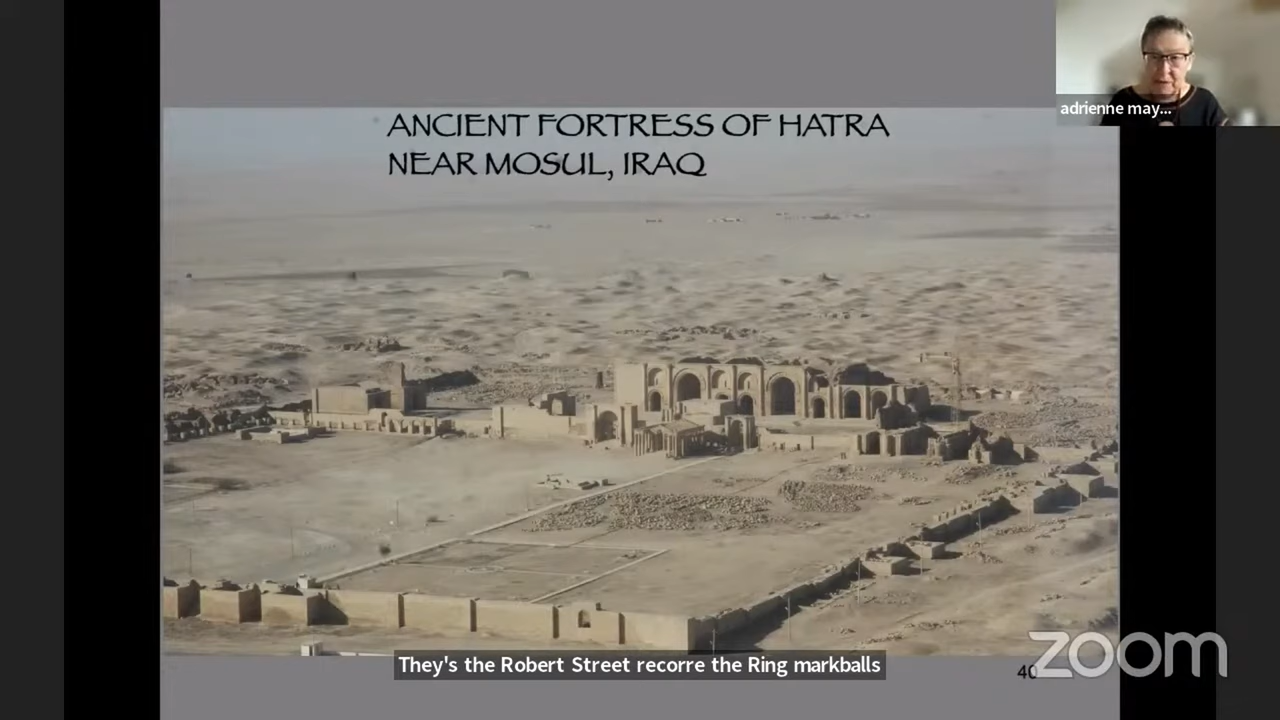 adrienne may...
ANCIENT FORTRESS OF HATRA
NEAR MOSUL, IRAQ
They's the Robert Street recorre the Ring markballs
40
zoom